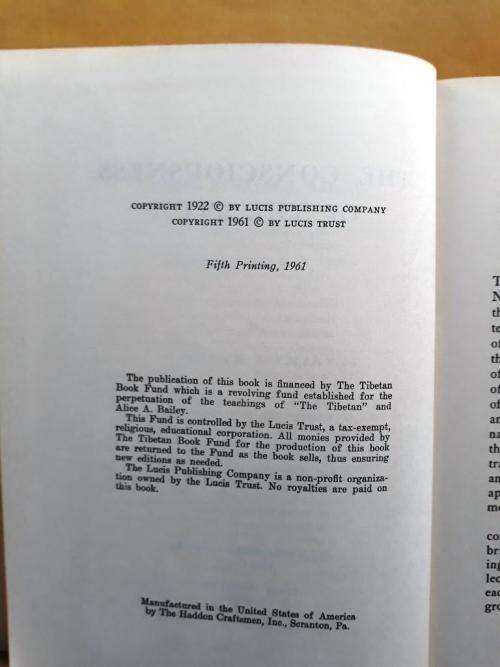 COPYRIGHT 1922 © BY LUCIS PUBLISHING COMPANY
COPYRIGHT 1961 © BY LUCIS TRUST
Fifth Printing, 1961
The publication of this book is financed by The Tibetan
Book Fund which is a revolving fund established for the
perpetuation of the teachings of "The Tibetan" and
Alice A. Bailey.
This Fund is controlled by the Lucis Trust, a tax-exempt,
religious, educational corporation. All monies provided by
The Tibetan Book Fund for the production of this book
are returned to the Fund as the book sells, thus ensuring
new editions as needed.
The Lucis Publishing Company is a non-profit organiza-
tion owned by the Lucis Trust. No royalties are paid on
this book.
Manufactured in the United States of America
by The Haddon Craftsmen, Inc., Scranton, Pa.